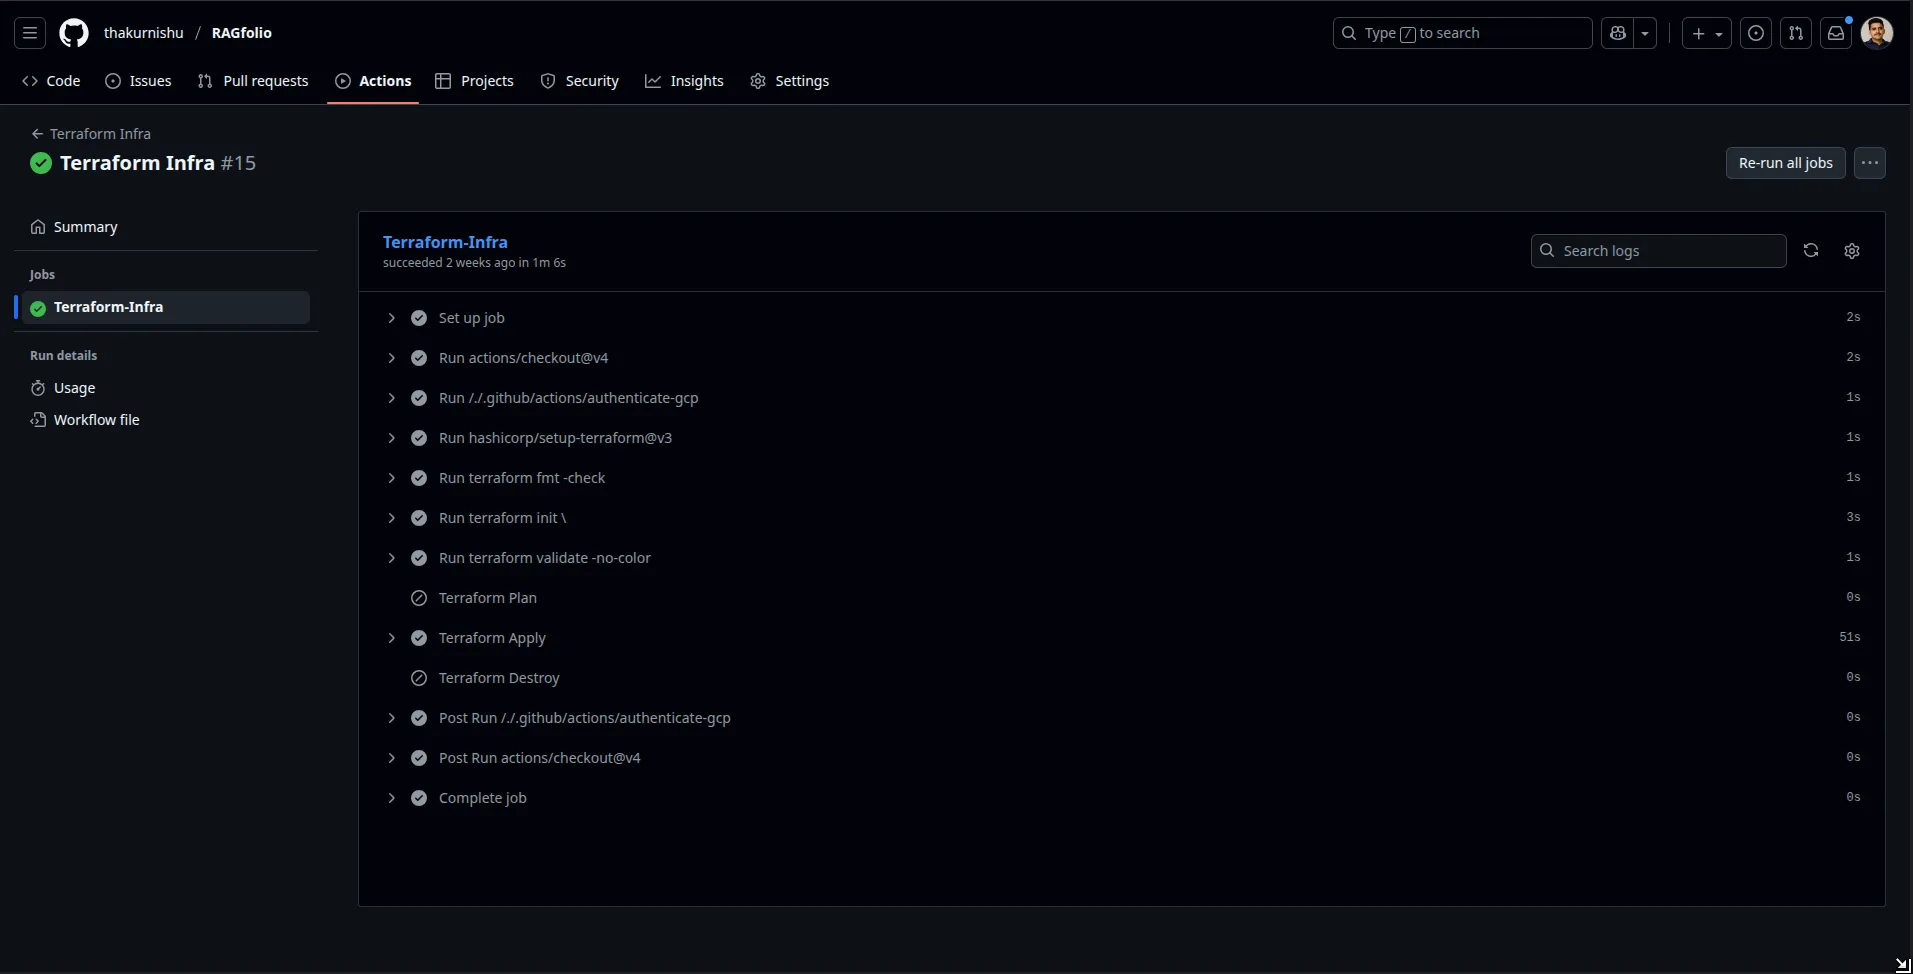 thakurnishu / RAGfolio
Type / to search
Code Issues Pull requests Actions Projects Security Insights Settings
Terraform Infra
Terraform Infra #15
Re-run all jobs
Summary
Jobs
Terraform-Infra
Run details
Usage
Workflow file
Terraform-Infra
succeeded 2 weeks ago in 1m 6s
Search logs
Set up job 2s
Run actions/checkout@v4 2s
Run /./.github/actions/authenticate-gcp 1s
Run hashicorp/setup-terraform@v3 1s
Run terraform fmt -check 1s
Run terraform init \ 3s
Run terraform validate -no-color 1s
Terraform Plan 0s
Terraform Apply 51s
Terraform Destroy 0s
Post Run /./.github/actions/authenticate-gcp 0s
Post Run actions/checkout@v4 0s
Complete job 0s